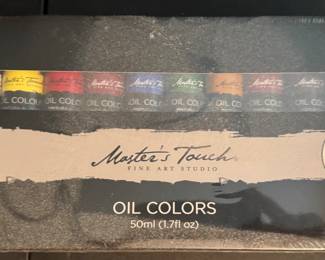 OIL COLOR OIL COLORS OIL COLORS OIL COLORS OIL COLORS OIL COLORS OIL COLORS OIL COLORS
Master's Touch
FINE ART STUDIO
OIL COLORS
50ml (1.7fl oz)